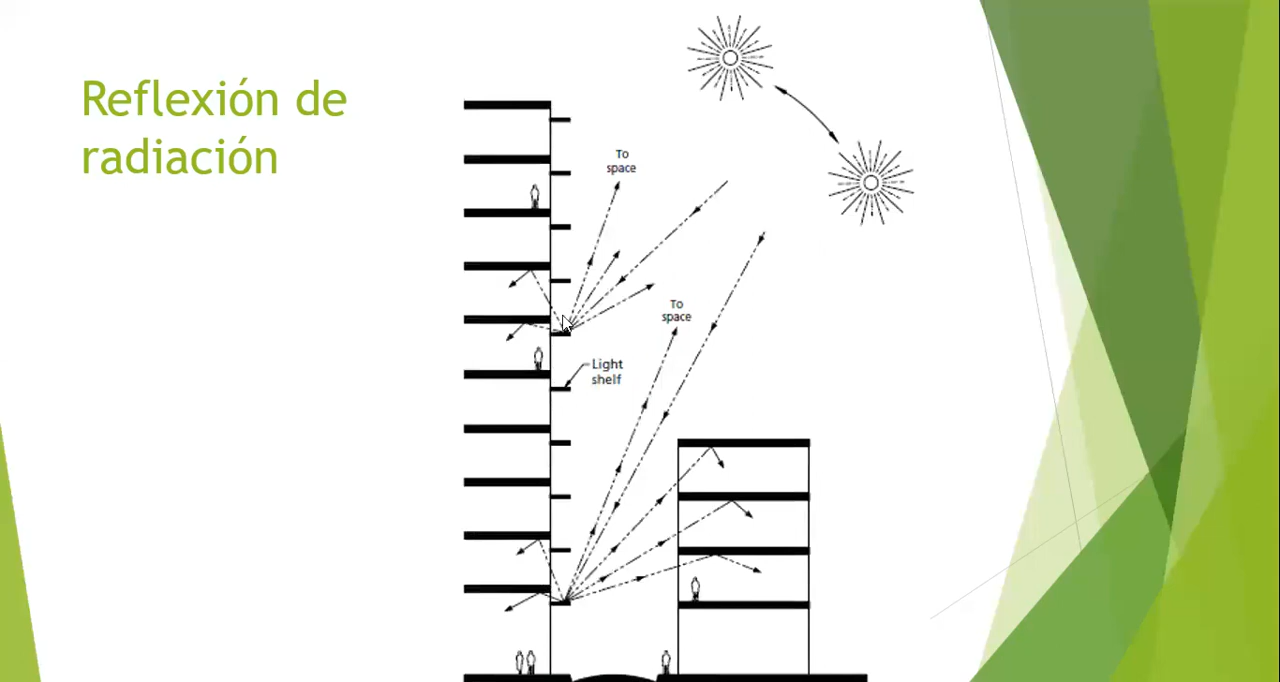 Reflexión de
radiación
To
space
To
space
Light
shelf